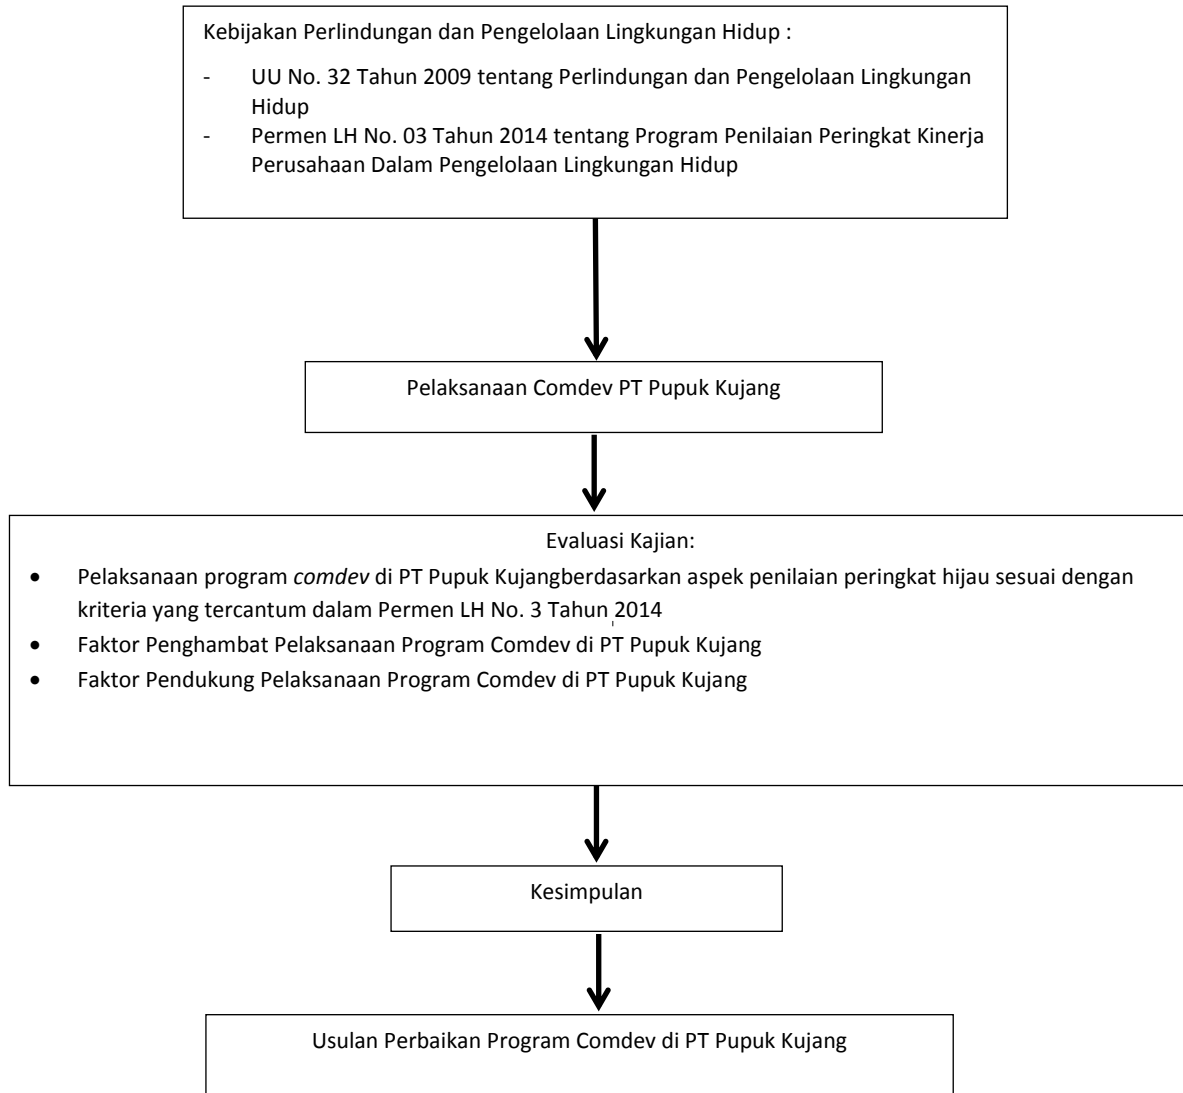 Kebijakan Perlindungan dan Pengelolaan Lingkungan Hidup :
- UU No. 32 Tahun 2009 tentang Perlindungan dan Pengelolaan Lingkungan
Hidup
- Permen LH No. 03 Tahun 2014 tentang Program Penilaian Peringkat Kinerja
Perusahaan Dalam Pengelolaan Lingkungan Hidup
Pelaksanaan Comdev PT Pupuk Kujang
Evaluasi Kajian:
• Pelaksanaan program comdev di PT Pupuk Kujangberdasarkan aspek penilaian peringkat hijau sesuai dengan
kriteria yang tercantum dalam Permen LH No. 3 Tahun 2014
• Faktor Penghambat Pelaksanaan Program Comdev di PT Pupuk Kujang
• Faktor Pendukung Pelaksanaan Program Comdev di PT Pupuk Kujang
Kesimpulan
Usulan Perbaikan Program Comdev di PT Pupuk Kujang